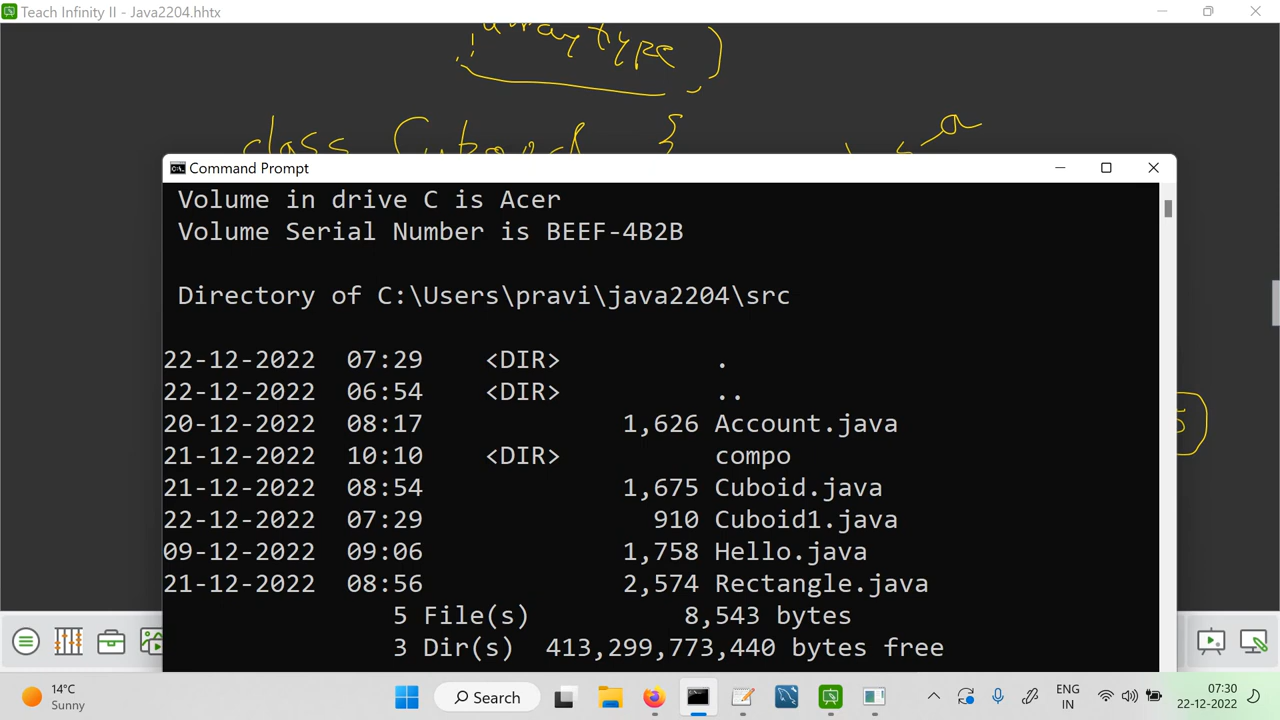 Teach Infinity II - Java2204.hhtx
array type )
class Cuboid {
a
Command Prompt
Volume in drive C is Acer
Volume Serial Number is BEEF-4B2B
Directory of C:\Users\pravi\java2204\src
22-12-2022 07:29 <DIR> .
22-12-2022 06:54 <DIR> ..
20-12-2022 08:17 1,626 Account.java
21-12-2022 10:10 <DIR> compo
21-12-2022 08:54 1,675 Cuboid.java
22-12-2022 07:29 910 Cuboid1.java
09-12-2022 09:06 1,758 Hello.java
21-12-2022 08:56 2,574 Rectangle.java
5 File(s) 8,543 bytes
3 Dir(s) 413,299,773,440 bytes free
14°C
Sunny
Search
ENG
IN
07:30
22-12-2022